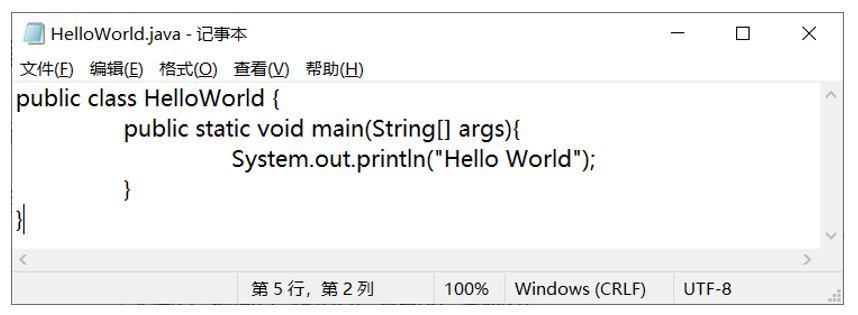 HelloWorld.java - 记事本
文件(F) 编辑(E) 格式(O) 查看(V) 帮助(H)
public class HelloWorld {
public static void main(String[] args){
System.out.println("Hello World");
}
}
第 5 行，第 2 列 100% Windows (CRLF) UTF-8